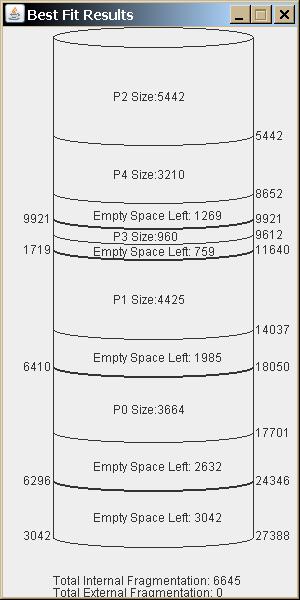 Best Fit Results
P2 Size:5442
5442
P4 Size:3210
8652
Empty Space Left: 1269
9921 9921
P3 Size:960
9612
Empty Space Left: 759
1719 11640
P1 Size:4425
14037
Empty Space Left: 1985
6410 18050
P0 Size:3664
17701
Empty Space Left: 2632
6296 24346
Empty Space Left: 3042
3042 27388
Total Internal Fragmentation: 6645
Total External Fragmentation: 0